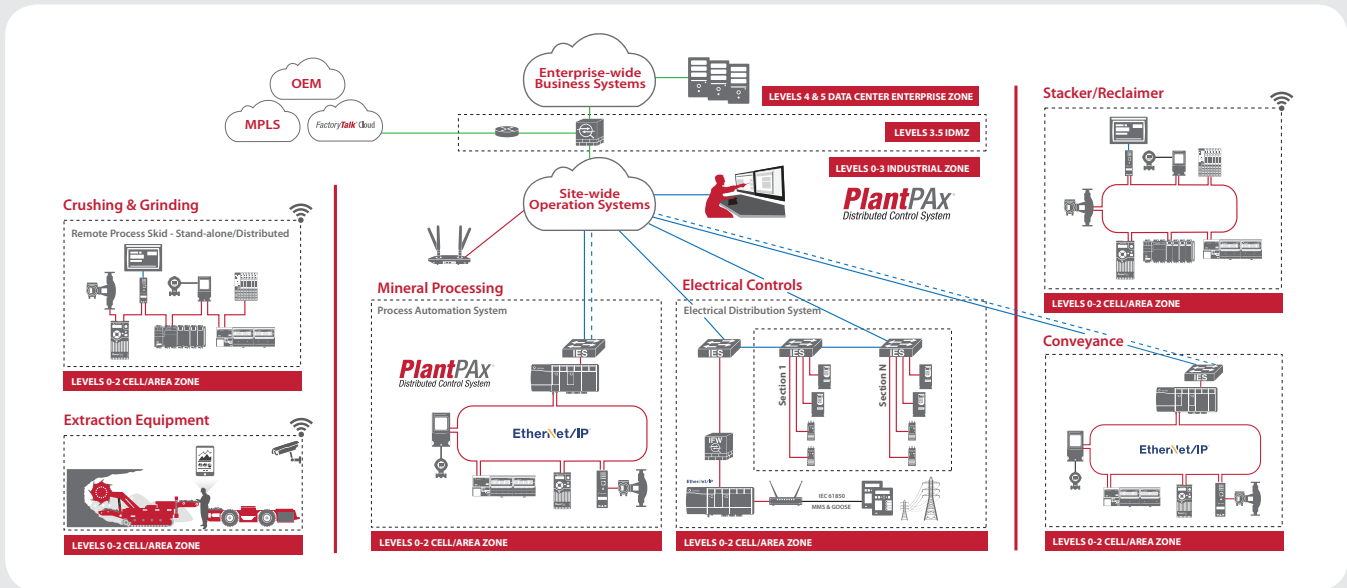 OEM
MPLS
FactoryTalk Cloud
Enterprise-wide
Business Systems
LEVELS 4 & 5 DATA CENTER ENTERPRISE ZONE
LEVELS 3.5 IDMZ
LEVELS 0-3 INDUSTRIAL ZONE
Site-wide
Operation Systems
PlantPAx
Distributed Control System
Crushing & Grinding
Remote Process Skid - Stand-alone/Distributed
LEVELS 0-2 CELL/AREA ZONE
Extraction Equipment
LEVELS 0-2 CELL/AREA ZONE
Mineral Processing
Process Automation System
IES
PlantPAx
Distributed Control System
EtherNet/IP
LEVELS 0-2 CELL/AREA ZONE
Electrical Controls
Electrical Distribution System
IES
IES
IES
Section 1
Section N
IFW
EtherNet/IP
IEC 61850
MMS & GOOSE
LEVELS 0-2 CELL/AREA ZONE
Stacker/Reclaimer
LEVELS 0-2 CELL/AREA ZONE
Conveyance
IES
EtherNet/IP
LEVELS 0-2 CELL/AREA ZONE